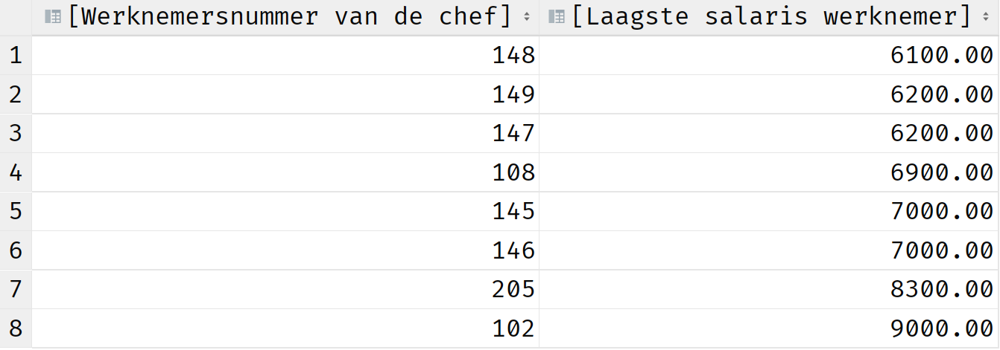 [Werknemersnummer van de chef] [Laagste salaris werknemer]
1 148 6100.00
2 149 6200.00
3 147 6200.00
4 108 6900.00
5 145 7000.00
6 146 7000.00
7 205 8300.00
8 102 9000.00